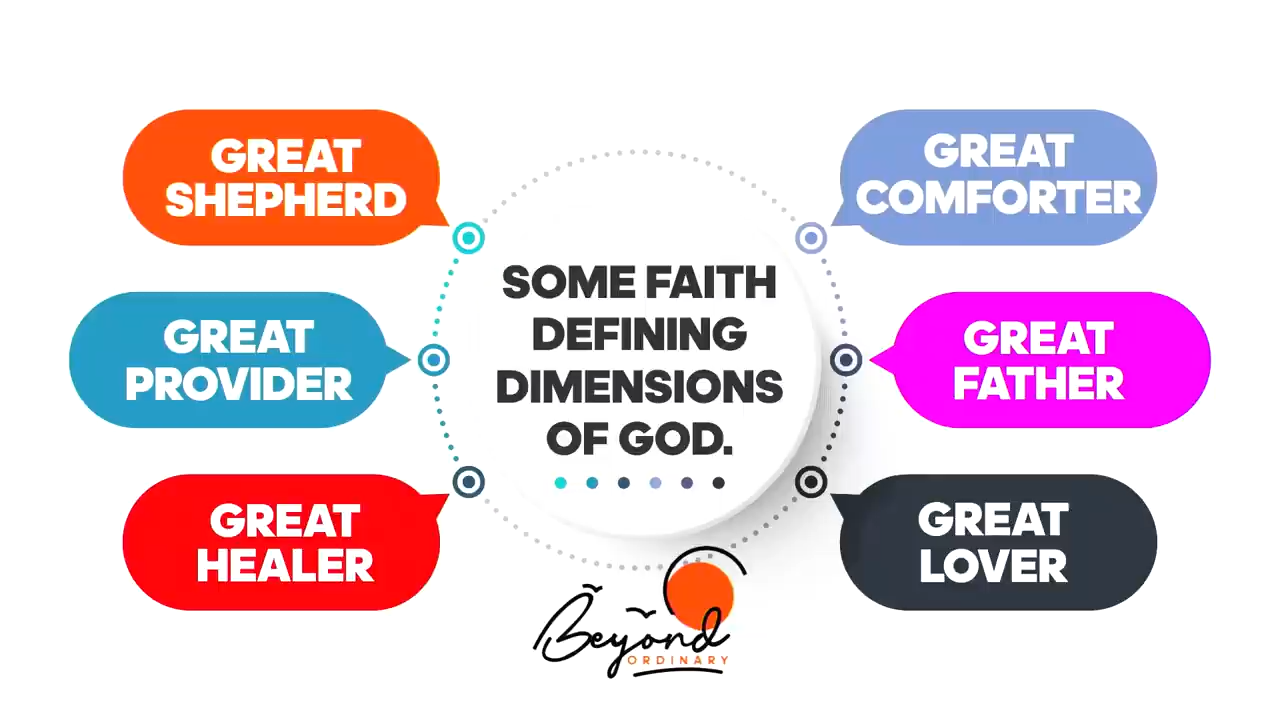 GREAT
SHEPHERD
GREAT
PROVIDER
GREAT
HEALER
SOME FAITH
DEFINING
DIMENSIONS
OF GOD.
GREAT
COMFORTER
GREAT
FATHER
GREAT
LOVER
Beyond
ORDINARY